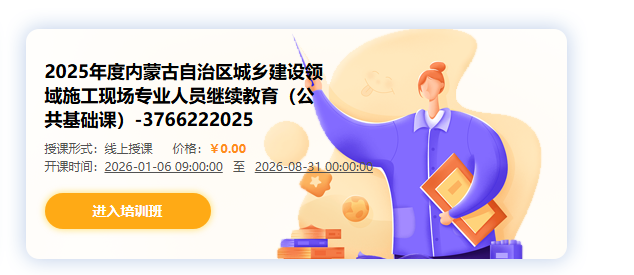 2025年度内蒙古自治区城乡建设领
域施工现场专业人员继续教育（公
共基础课）-3766222025
授课形式：线上授课 价格：￥0.00
开课时间：2026-01-06 09:00:00 至 2026-08-31 00:00:00
进入培训班